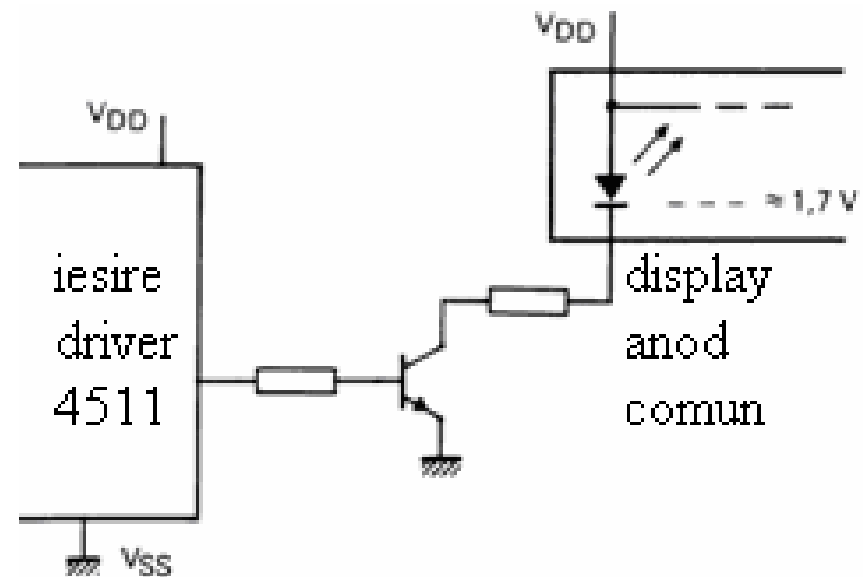 VDD
VDD
≈ 1,7 V
iesire
driver
4511
display
anod
comun
VSS